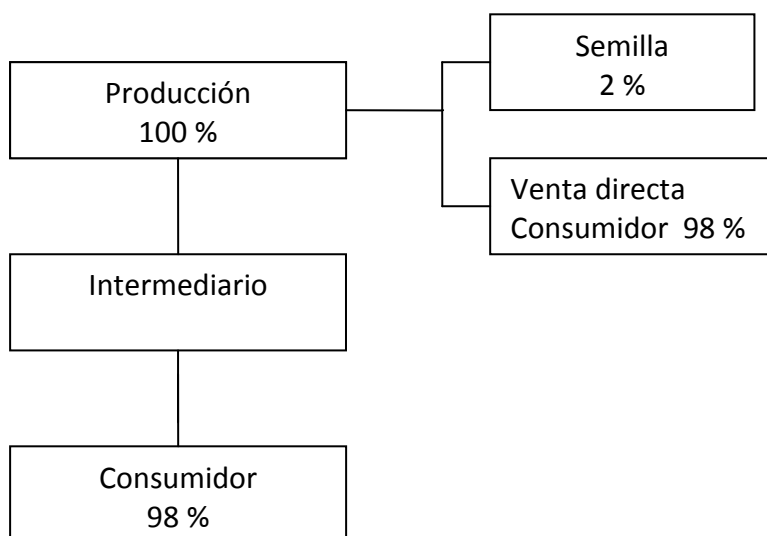 Semilla
2 %
Producción
100 %
Venta directa
Consumidor 98 %
Intermediario
Consumidor
98 %